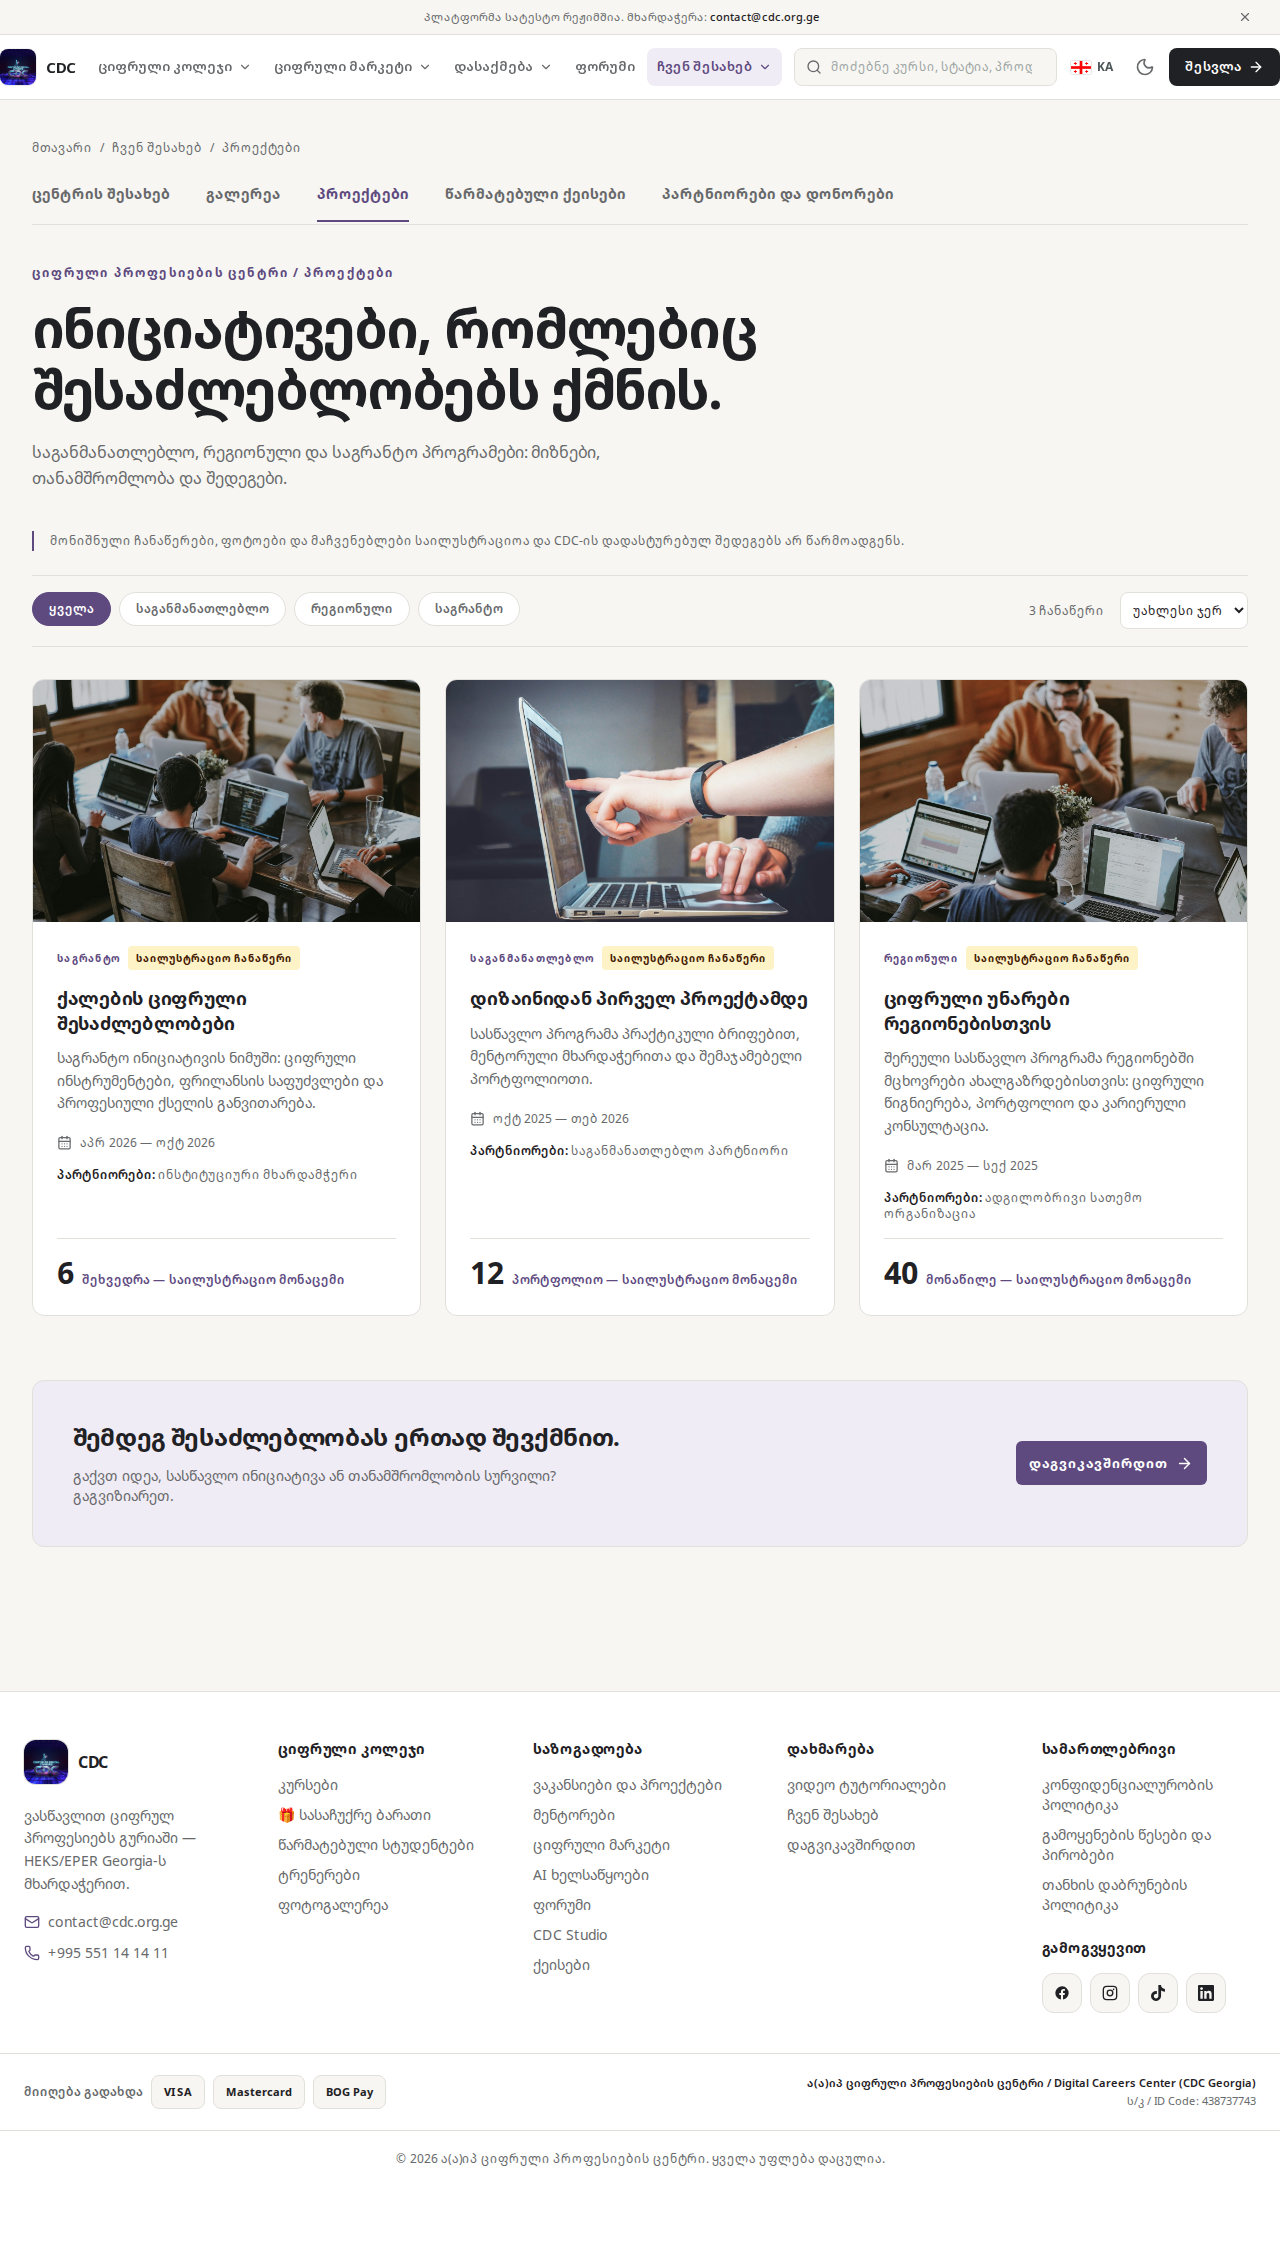 პლატფორმა სატესტო რეჟიმშია. მხარდაჭერა: contact@cdc.org.ge
CDC
ციფრული კოლეჯი
ციფრული მარკეტი
დასაქმება
ფორუმი
ჩვენ შესახებ
მოძებნე კურსი, სტატია, პროდ
KA
შესვლა
მთავარი / ჩვენ შესახებ / პროექტები
ცენტრის შესახებ
გალერეა
პროექტები
წარმატებული ქეისები
პარტნიორები და დონორები
ციფრული პროფესიების ცენტრი / პროექტები
ინიციატივები, რომლებიც
შესაძლებლობებს ქმნის.
საგანმანათლებლო, რეგიონული და საგრანტო პროგრამები: მიზნები,
თანამშრომლობა და შედეგები.
მონიშნული ჩანაწერები, ფოტოები და მაჩვენებლები საილუსტრაციოა და CDC-ის დადასტურებულ შედეგებს არ წარმოადგენს.
ყველა
საგანმანათლებლო
რეგიონული
საგრანტო
3 ჩანაწერი
უახლესი ჯერ
საგრანტო
საილუსტრაციო ჩანაწერი
ქალების ციფრული
შესაძლებლობები
საგრანტო ინიციატივის ნიმუში: ციფრული
ინსტრუმენტები, ფრილანსის საფუძვლები და
პროფესიული ქსელის განვითარება.
აპრ 2026 — ოქტ 2026
პარტნიორები: ინსტიტუციური მხარდამჭერი
6 შეხვედრა — საილუსტრაციო მონაცემი
საგანმანათლებლო
საილუსტრაციო ჩანაწერი
დიზაინიდან პირველ პროექტამდე
სასწავლო პროგრამა პრაქტიკული ბრიფებით,
მენტორული მხარდაჭერითა და შემაჯამებელი
პორტფოლიოთი.
ოქტ 2025 — თებ 2026
პარტნიორები: საგანმანათლებლო პარტნიორი
12 პორტფოლიო — საილუსტრაციო მონაცემი
რეგიონული
საილუსტრაციო ჩანაწერი
ციფრული უნარები
რეგიონებისთვის
შერეული სასწავლო პროგრამა რეგიონებში
მცხოვრები ახალგაზრდებისთვის: ციფრული
წიგნიერება, პორტფოლიო და კარიერული
კონსულტაცია.
მარ 2025 — სექ 2025
პარტნიორები: ადგილობრივი სათემო
ორგანიზაცია
40 მონაწილე — საილუსტრაციო მონაცემი
შემდეგ შესაძლებლობას ერთად შევქმნით.
გაქვთ იდეა, სასწავლო ინიციატივა ან თანამშრომლობის სურვილი?
გაგვიზიარეთ.
დაგვიკავშირდით
CDC
ვასწავლით ციფრულ
პროფესიებს გურიაში —
HEKS/EPER Georgia-ს
მხარდაჭერით.
contact@cdc.org.ge
+995 551 14 14 11
ციფრული კოლეჯი
კურსები
🎁 სასაჩუქრე ბარათი
წარმატებული სტუდენტები
ტრენერები
ფოტოგალერეა
საზოგადოება
ვაკანსიები და პროექტები
მენტორები
ციფრული მარკეტი
AI ხელსაწყოები
ფორუმი
CDC Studio
ქეისები
დახმარება
ვიდეო ტუტორიალები
ჩვენ შესახებ
დაგვიკავშირდით
სამართლებრივი
კონფიდენციალურობის
პოლიტიკა
გამოყენების წესები და
პირობები
თანხის დაბრუნების
პოლიტიკა
გამოგვყევით
მიიღება გადახდა
VISA
Mastercard
BOG Pay
ა(ა)იპ ციფრული პროფესიების ცენტრი / Digital Careers Center (CDC Georgia)
ს/კ / ID Code: 438737743
© 2026 ა(ა)იპ ციფრული პროფესიების ცენტრი. ყველა უფლება დაცულია.